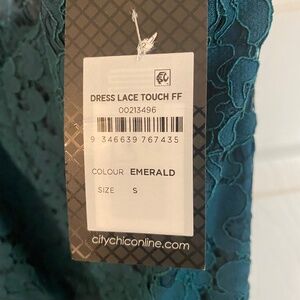 DRESS LACE TOUCH FF
00213496
9 346639 767435
COLOUR EMERALD
SIZE S
citychiconline.com